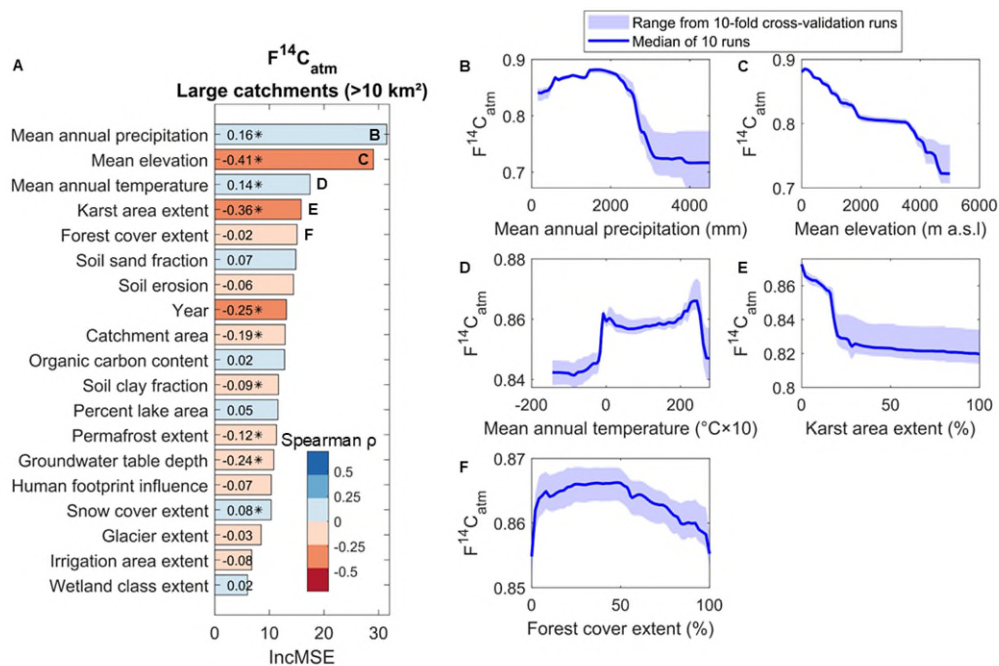 Range from 10-fold cross-validation runs
Median of 10 runs
A
F¹⁴C_atm
Large catchments (>10 km²)
Mean annual precipitation 0.16* B
Mean elevation -0.41* C
Mean annual temperature 0.14* D
Karst area extent -0.36* E
Forest cover extent -0.02 F
Soil sand fraction 0.07
Soil erosion -0.06
Year -0.25*
Catchment area -0.19*
Organic carbon content 0.02
Soil clay fraction -0.09*
Percent lake area 0.05
Permafrost extent -0.12*
Groundwater table depth -0.24*
Human footprint influence -0.07
Snow cover extent 0.08*
Glacier extent -0.03
Irrigation area extent -0.08
Wetland class extent 0.02
0 10 20 30
IncMSE
Spearman ρ
0.5
0.25
0
-0.25
-0.5
B
F¹⁴C_atm
0.9
0.8
0.7
0 2000 4000
Mean annual precipitation (mm)
C
F¹⁴C_atm
0.9
0.8
0.7
0 2000 4000 6000
Mean elevation (m a.s.l)
D
F¹⁴C_atm
0.88
0.86
0.84
-200 0 200
Mean annual temperature (°C×10)
E
F¹⁴C_atm
0.86
0.84
0.82
0.8
0 50 100
Karst area extent (%)
F
F¹⁴C_atm
0.87
0.86
0.85
0 50 100
Forest cover extent (%)